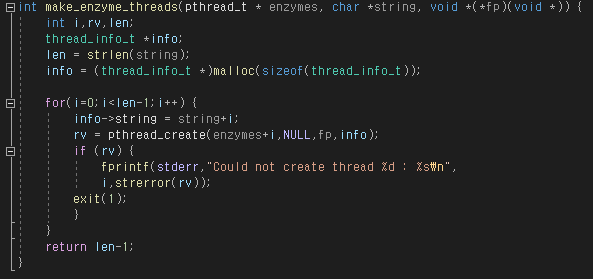 int make_enzyme_threads(pthread_t * enzymes, char *string, void *(*fp)(void *)) {
int i,rv,len;
thread_info_t *info;
len = strlen(string);
info = (thread_info_t *)malloc(sizeof(thread_info_t));
for(i=0;i<len-1;i++) {
info->string = string+i;
rv = pthread_create(enzymes+i,NULL,fp,info);
if (rv) {
fprintf(stderr,"Could not create thread %d : %s₩n",
i,strerror(rv));
exit(1);
}
}
return len-1;
}